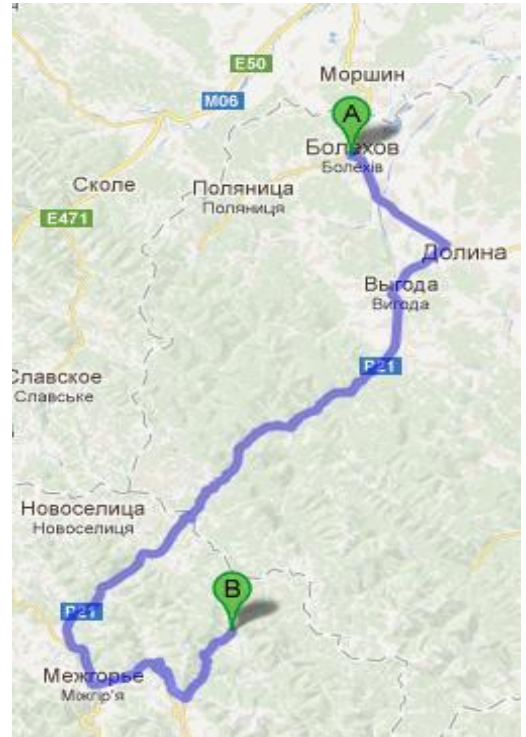 E50
Моршин
M06
A
Болехов
Болехів
Сколе
Поляница
Поляниця
E471
Долина
Выгода
Вигода
P21
Славское
Славське
Новоселица
Новоселиця
B
P21
Межгорье
Міжгір'я